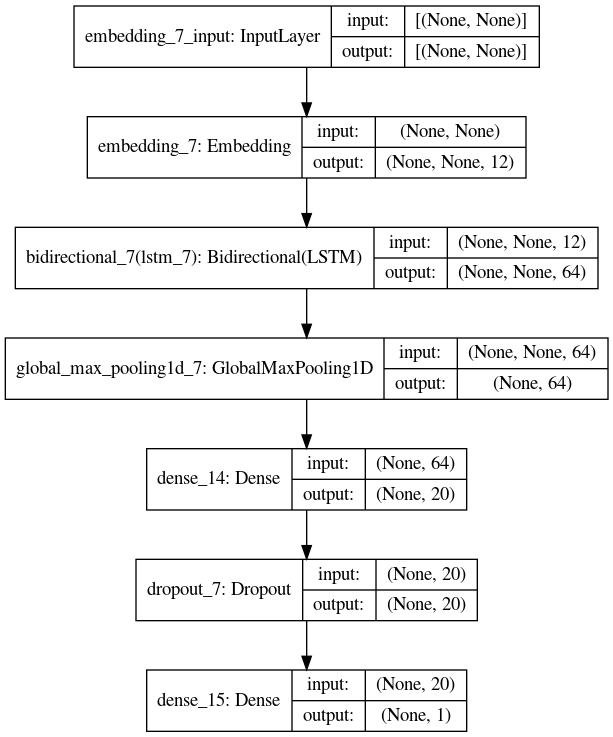 embedding_7_input: InputLayer
input: [(None, None)]
output: [(None, None)]
embedding_7: Embedding
input: (None, None)
output: (None, None, 12)
bidirectional_7(lstm_7): Bidirectional(LSTM)
input: (None, None, 12)
output: (None, None, 64)
global_max_pooling1d_7: GlobalMaxPooling1D
input: (None, None, 64)
output: (None, 64)
dense_14: Dense
input: (None, 64)
output: (None, 20)
dropout_7: Dropout
input: (None, 20)
output: (None, 20)
dense_15: Dense
input: (None, 20)
output: (None, 1)